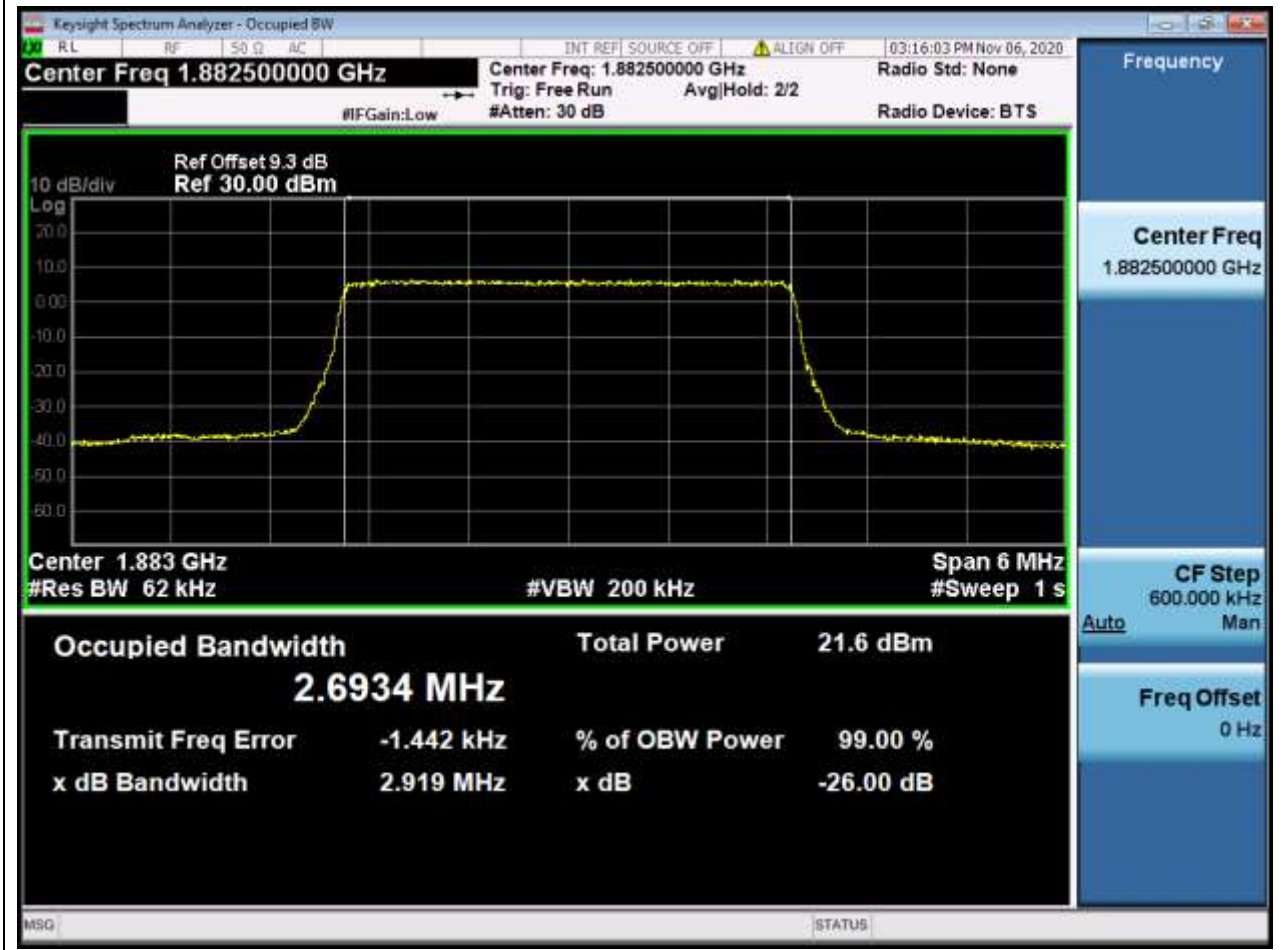 Keysight Spectrum Analyzer - Occupied BW
LXI RL RF 50 Ω AC INT REF SOURCE OFF ALIGN OFF 03:16:03 PM Nov 06, 2020
Center Freq 1.882500000 GHz
Center Freq: 1.882500000 GHz Radio Std: None
Trig: Free Run Avg|Hold: 2/2
#IFGain:Low #Atten: 30 dB Radio Device: BTS
Ref Offset 9.3 dB
10 dB/div Ref 30.00 dBm
Log
20.0
10.0
0.00
-10.0
-20.0
-30.0
-40.0
-50.0
-60.0
Center 1.883 GHz Span 6 MHz
#Res BW 62 kHz #VBW 200 kHz #Sweep 1 s
Occupied Bandwidth Total Power 21.6 dBm
2.6934 MHz
Transmit Freq Error -1.442 kHz % of OBW Power 99.00 %
x dB Bandwidth 2.919 MHz x dB -26.00 dB
MSG STATUS
Frequency
Center Freq
1.882500000 GHz
CF Step
600.000 kHz
Auto Man
Freq Offset
0 Hz